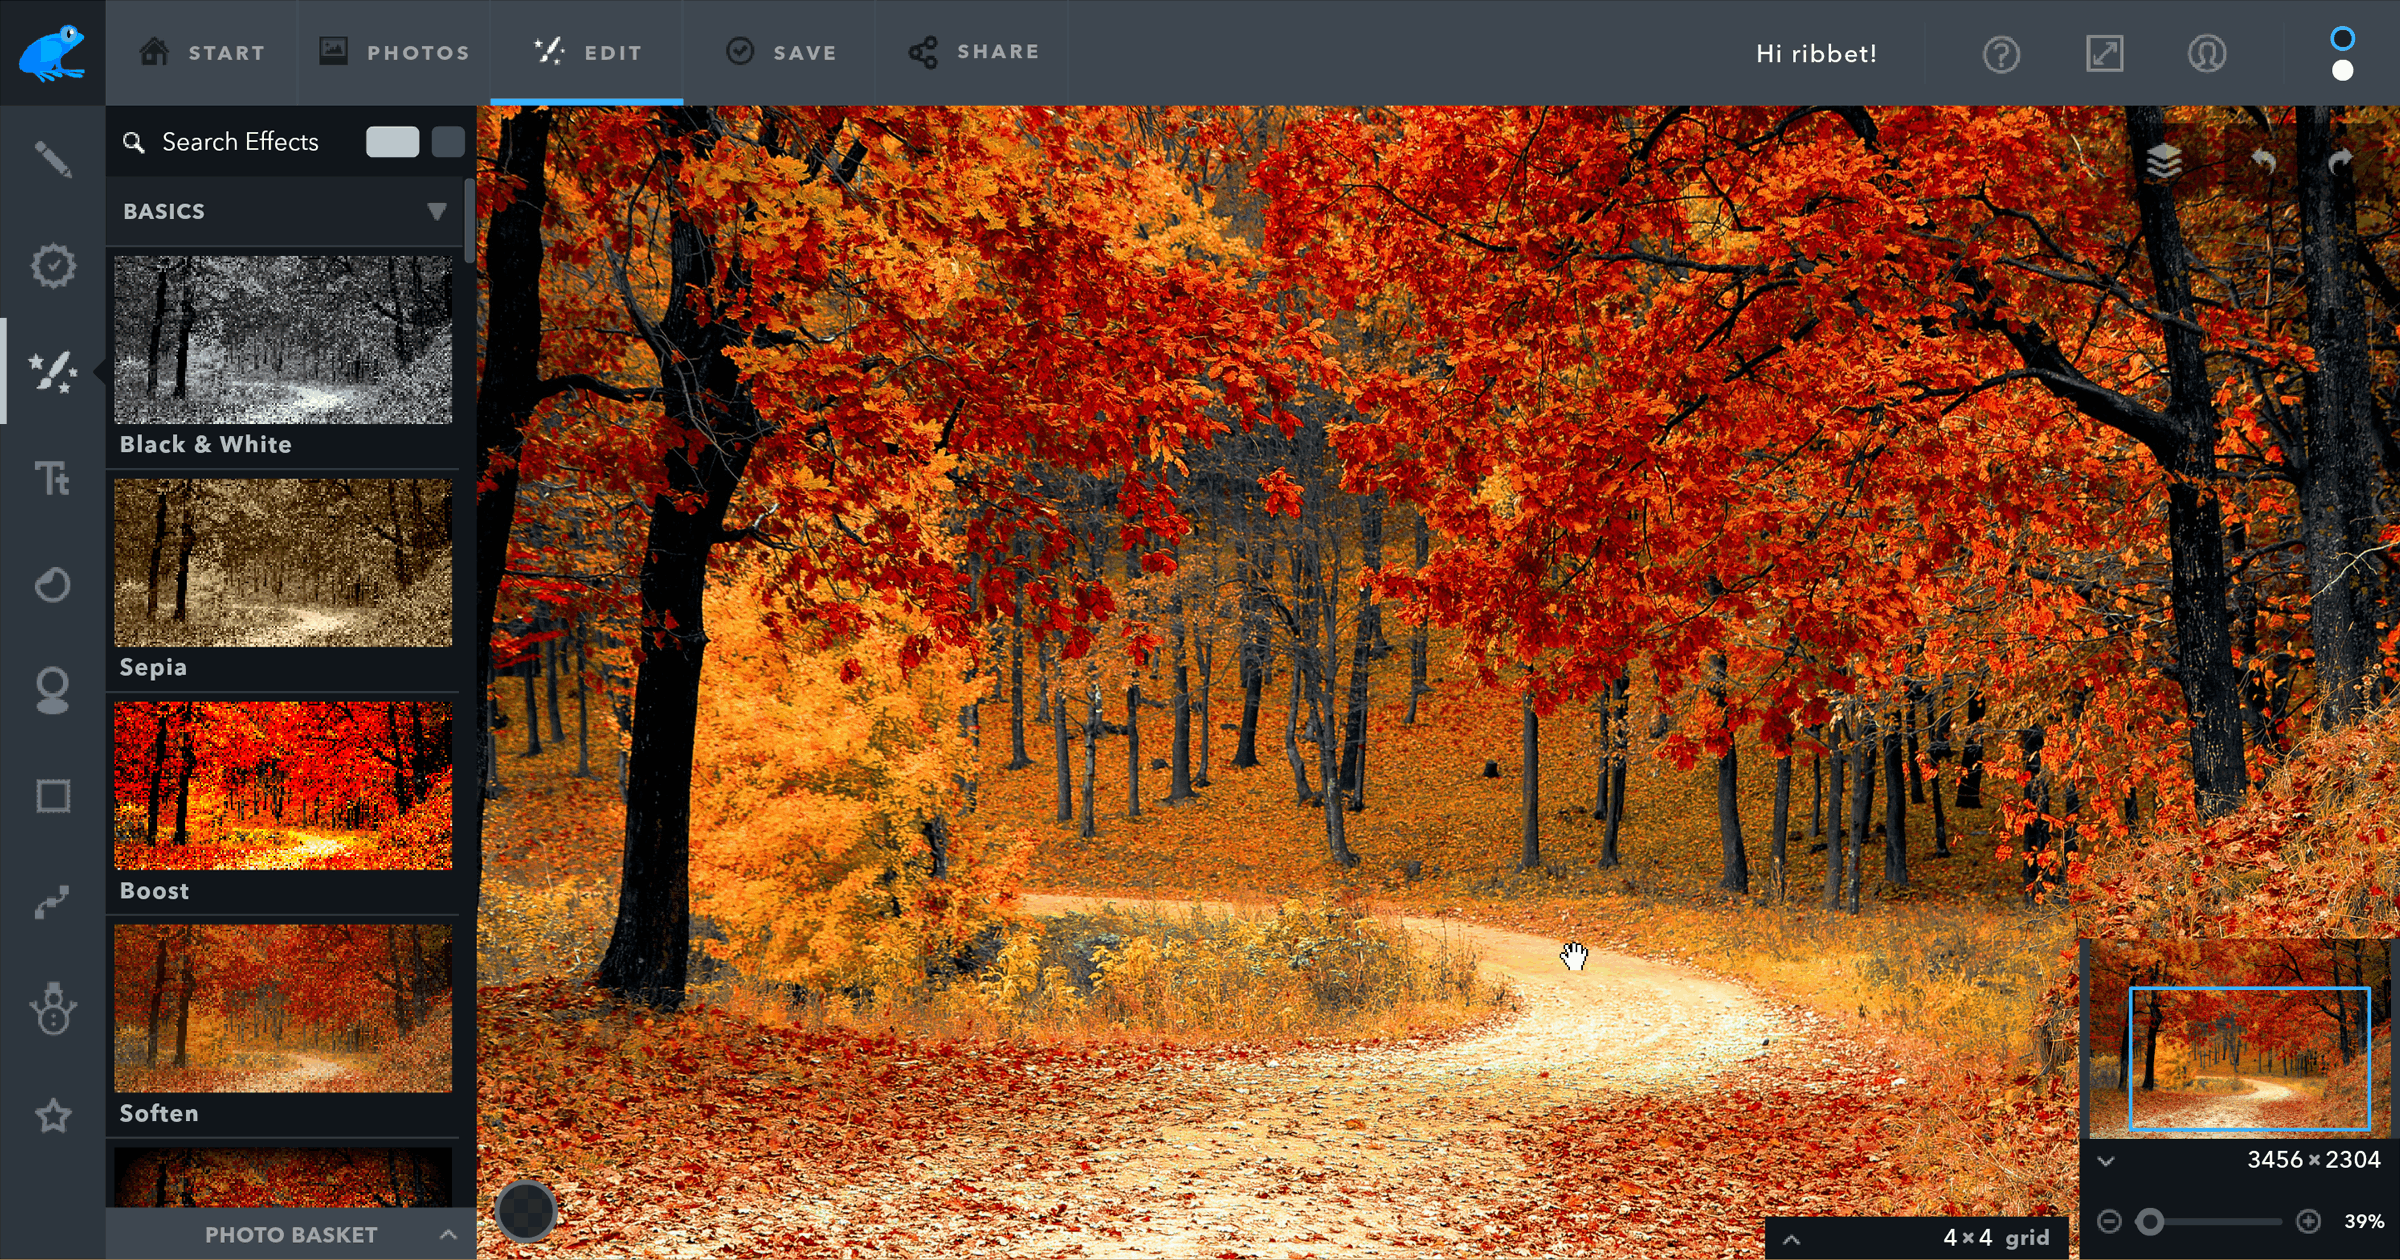 START
PHOTOS
EDIT
SAVE
SHARE
Hi ribbet!
Search Effects
BASICS
Black & White
Tt
Sepia
Boost
Soften
PHOTO BASKET
3456 × 2304
39%
4×4 grid